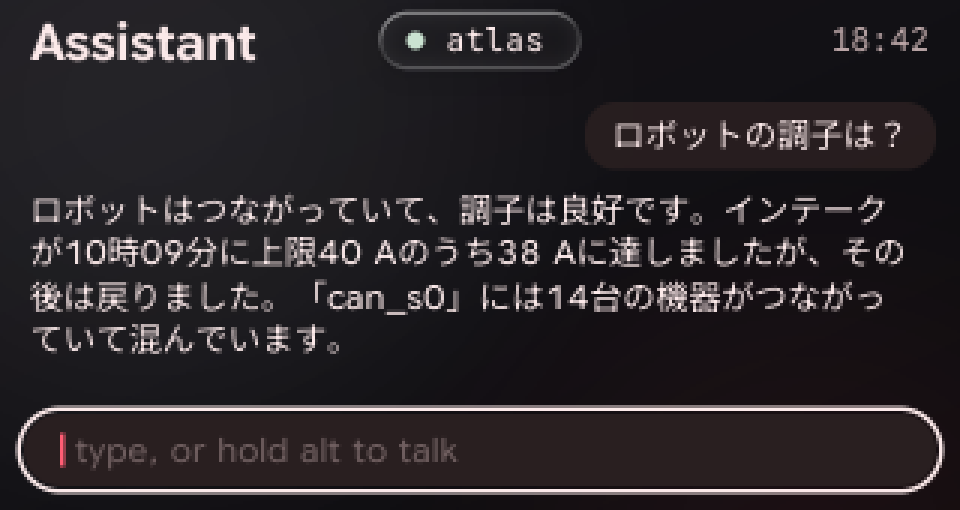 Assistant
atlas
18:42
ロボットの調子は？
ロボットはつながっていて、調子は良好です。インテーク
が10時09分に上限40 Aのうち38 Aに達しましたが、その
後は戻りました。「can_s0」には14台の機器がつながっ
ていて混んでいます。
type, or hold alt to talk